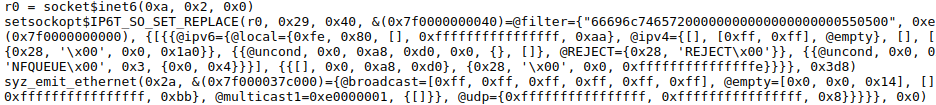 r0 = socket$inet6(0xa, 0x2, 0x0)
setsockopt$IP6T_SO_SET_REPLACE(r0, 0x29, 0x40, &(0x7f0000000040)=@filter={"66696c7465720000000000000000000000550500", 0xe
(0x7f0000000000), {[{{@ipv6={@local={0xfe, 0x80, [], 0xffffffffffffffff, 0xaa}, @ipv4={[], [0xff, 0xff], @empty}, [], [
{0x28, '\x00', 0x0, 0x1a0}}, {{@uncond, 0x0, 0xa8, 0xd0, 0x0, {}, []}, @REJECT={0x28, 'REJECT\x00'}}, {{@uncond, 0x0, 0
'NFQUEUE\x00', 0x3, {0x0, 0x4}}}], {{[], 0x0, 0xa8, 0xd0}, {0x28, '\x00', 0x0, 0xfffffffffffffffe}}}}, 0x3d8)
syz_emit_ethernet(0x2a, &(0x7f000037c000)={@broadcast=[0xff, 0xff, 0xff, 0xff, 0xff, 0xff], @empty=[0x0, 0x0, 0x14], []
0xffffffffffffffff, 0xbb}, @multicast1=0xe0000001, {[]}}, @udp={0xffffffffffffffff, 0xffffffffffffffff, 0x8}}}}}, 0x0)